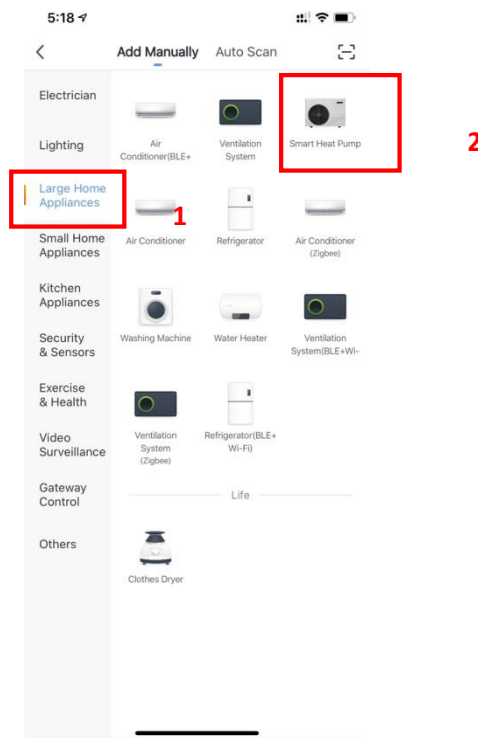 5:18
Add Manually
Auto Scan
Electrician
Lighting
Large Home
Appliances
1
Small Home
Appliances
Kitchen
Appliances
Security
& Sensors
Exercise
& Health
Video
Surveillance
Gateway
Control
Others
Air
Conditioner(BLE+
Ventilation
System
Smart Heat Pump
2
Air Conditioner
Refrigerator
Air Conditioner
(Zigbee)
Washing Machine
Water Heater
Ventilation
System(BLE+Wi-
Ventilation
System
(Zigbee)
Refrigerator(BLE+
Wi-Fi)
Life
Clothes Dryer